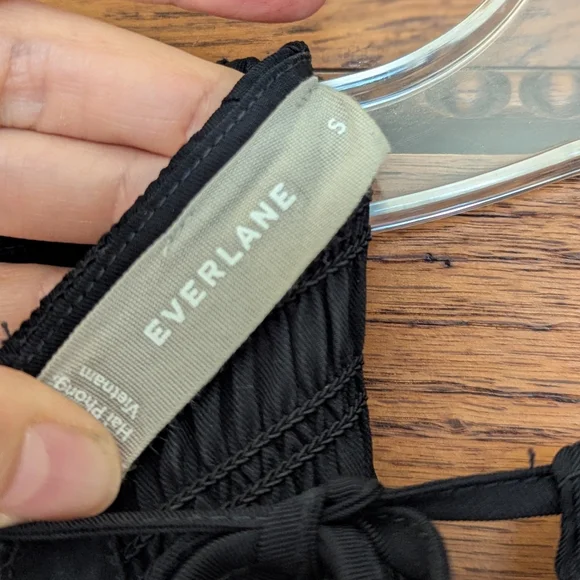 S
EVERLANE
Hai Phong,
Vietnam